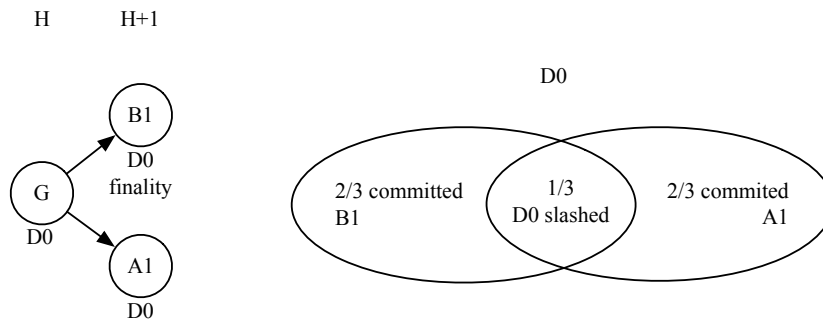 H H+1
B1
D0
finality
G
D0
A1
D0
D0
2/3 committed
B1
1/3
D0 slashed
2/3 commited
A1